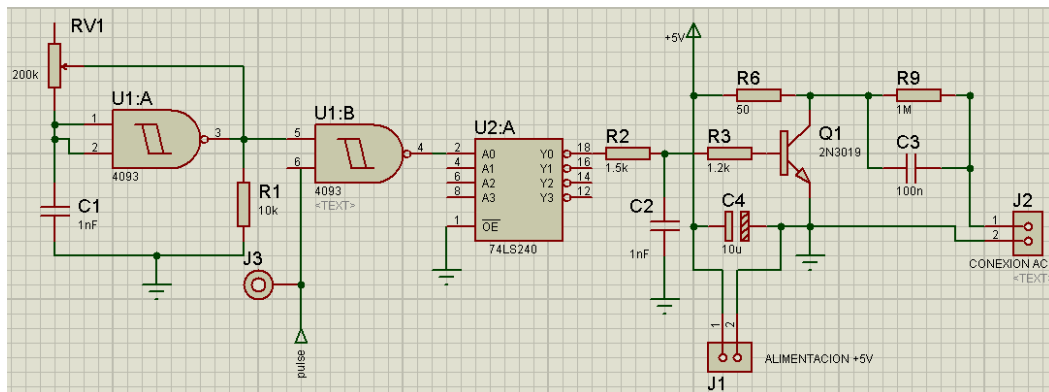 RV1
200k
U1:A
1
2
3
4093
C1
1nF
R1
10k
J3
pulse
U1:B
5
6
4
4093
<TEXT>
U2:A
2
4
6
8
1
A0
A1
A2
A3
OE
Y0
Y1
Y2
Y3
18
16
14
12
74LS240
R2
1.5k
C2
1nF
+5V
R6
50
R3
1.2k
Q1
2N3019
C4
10u
R9
1M
C3
100n
J2
1
2
CONEXION AC
<TEXT>
1
2
J1
ALIMENTACION +5V